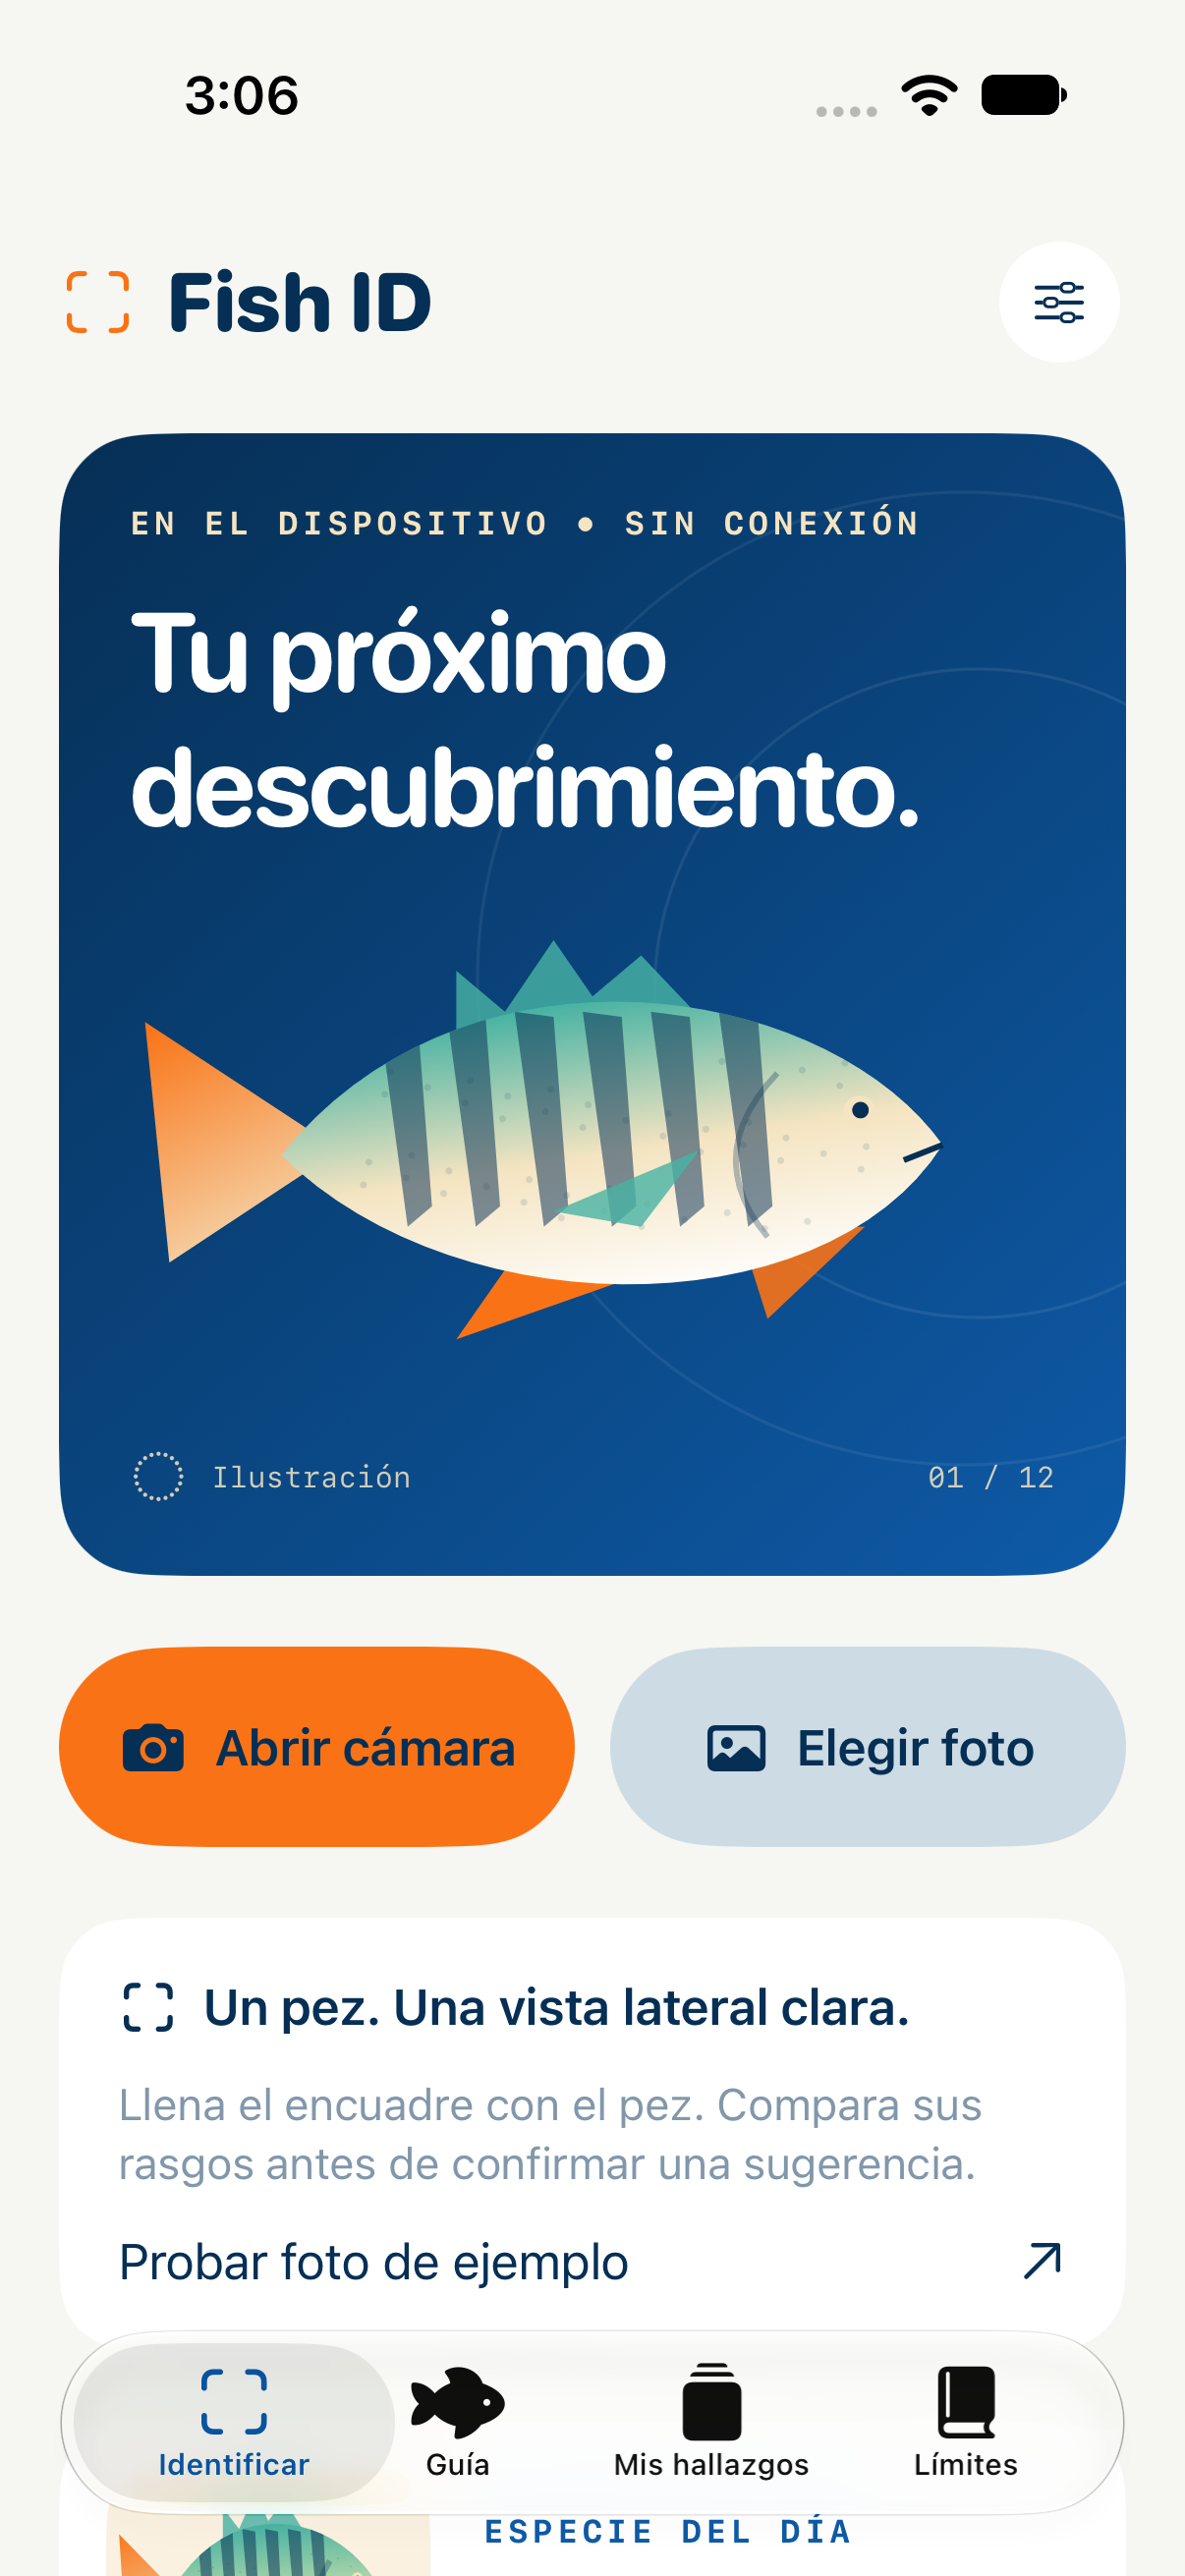 3:06
Fish ID
EN EL DISPOSITIVO • SIN CONEXIÓN
Tu próximo
descubrimiento.
Ilustración
01 / 12
Abrir cámara
Elegir foto
Un pez. Una vista lateral clara.
Llena el encuadre con el pez. Compara sus
rasgos antes de confirmar una sugerencia.
Probar foto de ejemplo
Identificar
Guía
Mis hallazgos
Límites
ESPECIE DEL DÍA